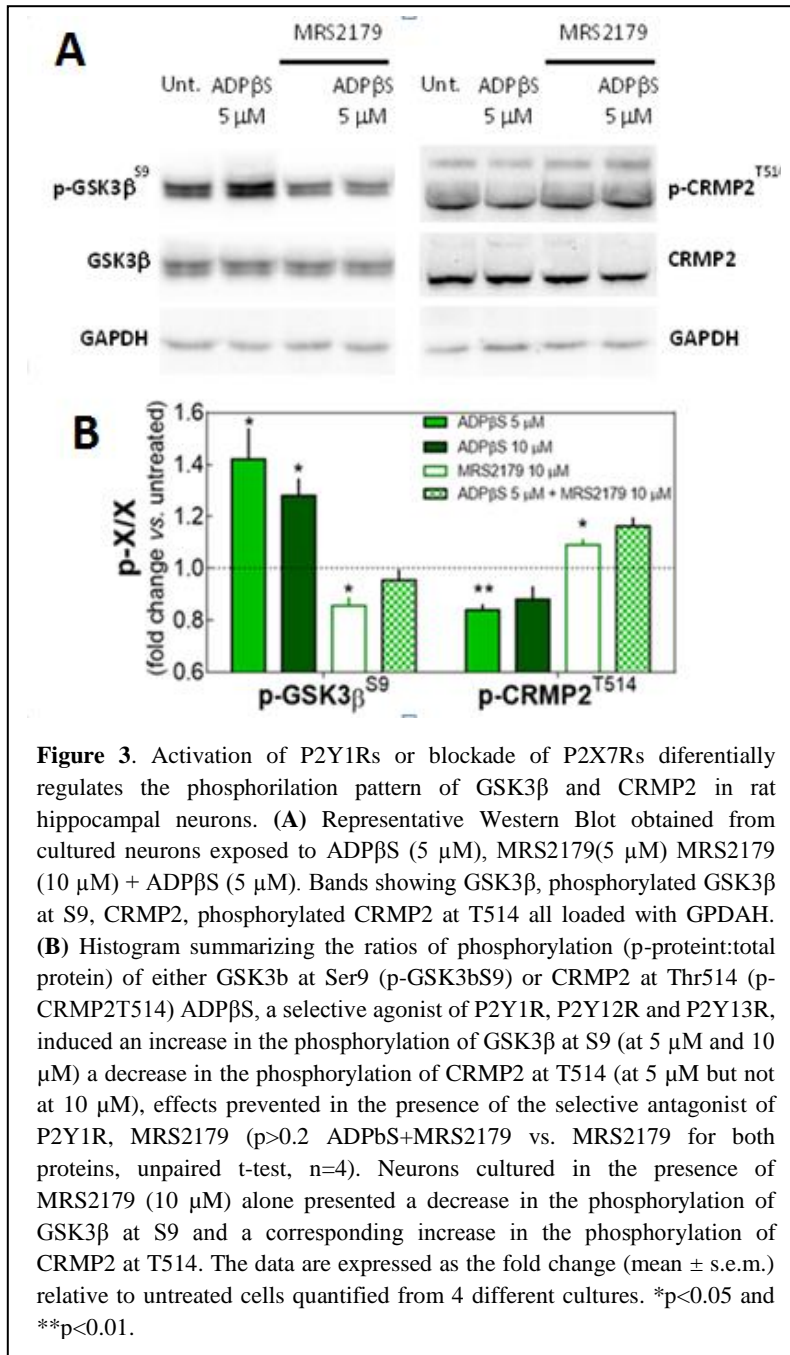 A
MRS2179
MRS2179
Unt. ADPβS ADPβS
5 μM 5 μM
Unt. ADPβS ADPβS
5 μM 5 μM
p-GSK3β^S9
GSK3β
GAPDH
p-CRMP2^T514
CRMP2
GAPDH
B
p-X/X
(fold change vs. untreated)
1.6
1.4
1.2
1.0
0.8
0.6
* * * ** *
ADPβS 5 μM
ADPβS 10 μM
MRS2179 10 μM
ADPβS 5 μM + MRS2179 10 μM
p-GSK3β^S9 p-CRMP2^T514
Figure 3. Activation of P2Y1Rs or blockade of P2X7Rs diferentially
regulates the phosphorilation pattern of GSK3β and CRMP2 in rat
hippocampal neurons. (A) Representative Western Blot obtained from
cultured neurons exposed to ADPβS (5 µM), MRS2179(5 µM) MRS2179
(10 µM) + ADPβS (5 µM). Bands showing GSK3β, phosphorylated GSK3β
at S9, CRMP2, phosphorylated CRMP2 at T514 all loaded with GPDAH.
(B) Histogram summarizing the ratios of phosphorylation (p-proteint:total
protein) of either GSK3b at Ser9 (p-GSK3bS9) or CRMP2 at Thr514 (p-
CRMP2T514) ADPβS, a selective agonist of P2Y1R, P2Y12R and P2Y13R,
induced an increase in the phosphorylation of GSK3β at S9 (at 5 µM and 10
µM) a decrease in the phosphorylation of CRMP2 at T514 (at 5 µM but not
at 10 µM), effects prevented in the presence of the selective antagonist of
P2Y1R, MRS2179 (p>0.2 ADPbS+MRS2179 vs. MRS2179 for both
proteins, unpaired t-test, n=4). Neurons cultured in the presence of
MRS2179 (10 µM) alone presented a decrease in the phosphorylation of
GSK3β at S9 and a corresponding increase in the phosphorylation of
CRMP2 at T514. The data are expressed as the fold change (mean ± s.e.m.)
relative to untreated cells quantified from 4 different cultures. *p<0.05 and
**p<0.01.